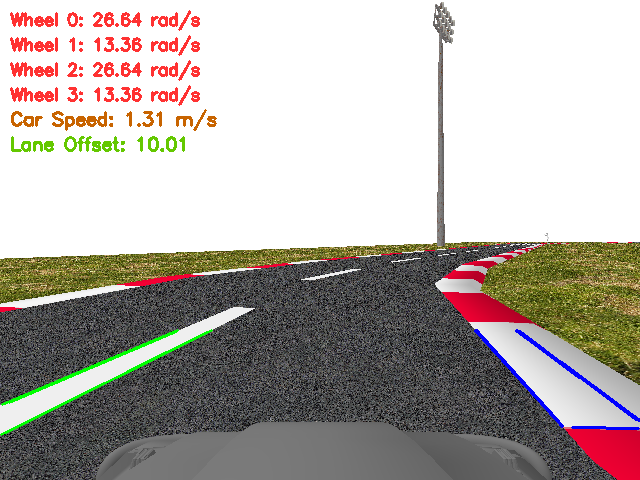 Wheel 0: 26.64 rad/s
Wheel 1: 13.36 rad/s
Wheel 2: 26.64 rad/s
Wheel 3: 13.36 rad/s
Car Speed: 1.31 m/s
Lane Offset: 10.01